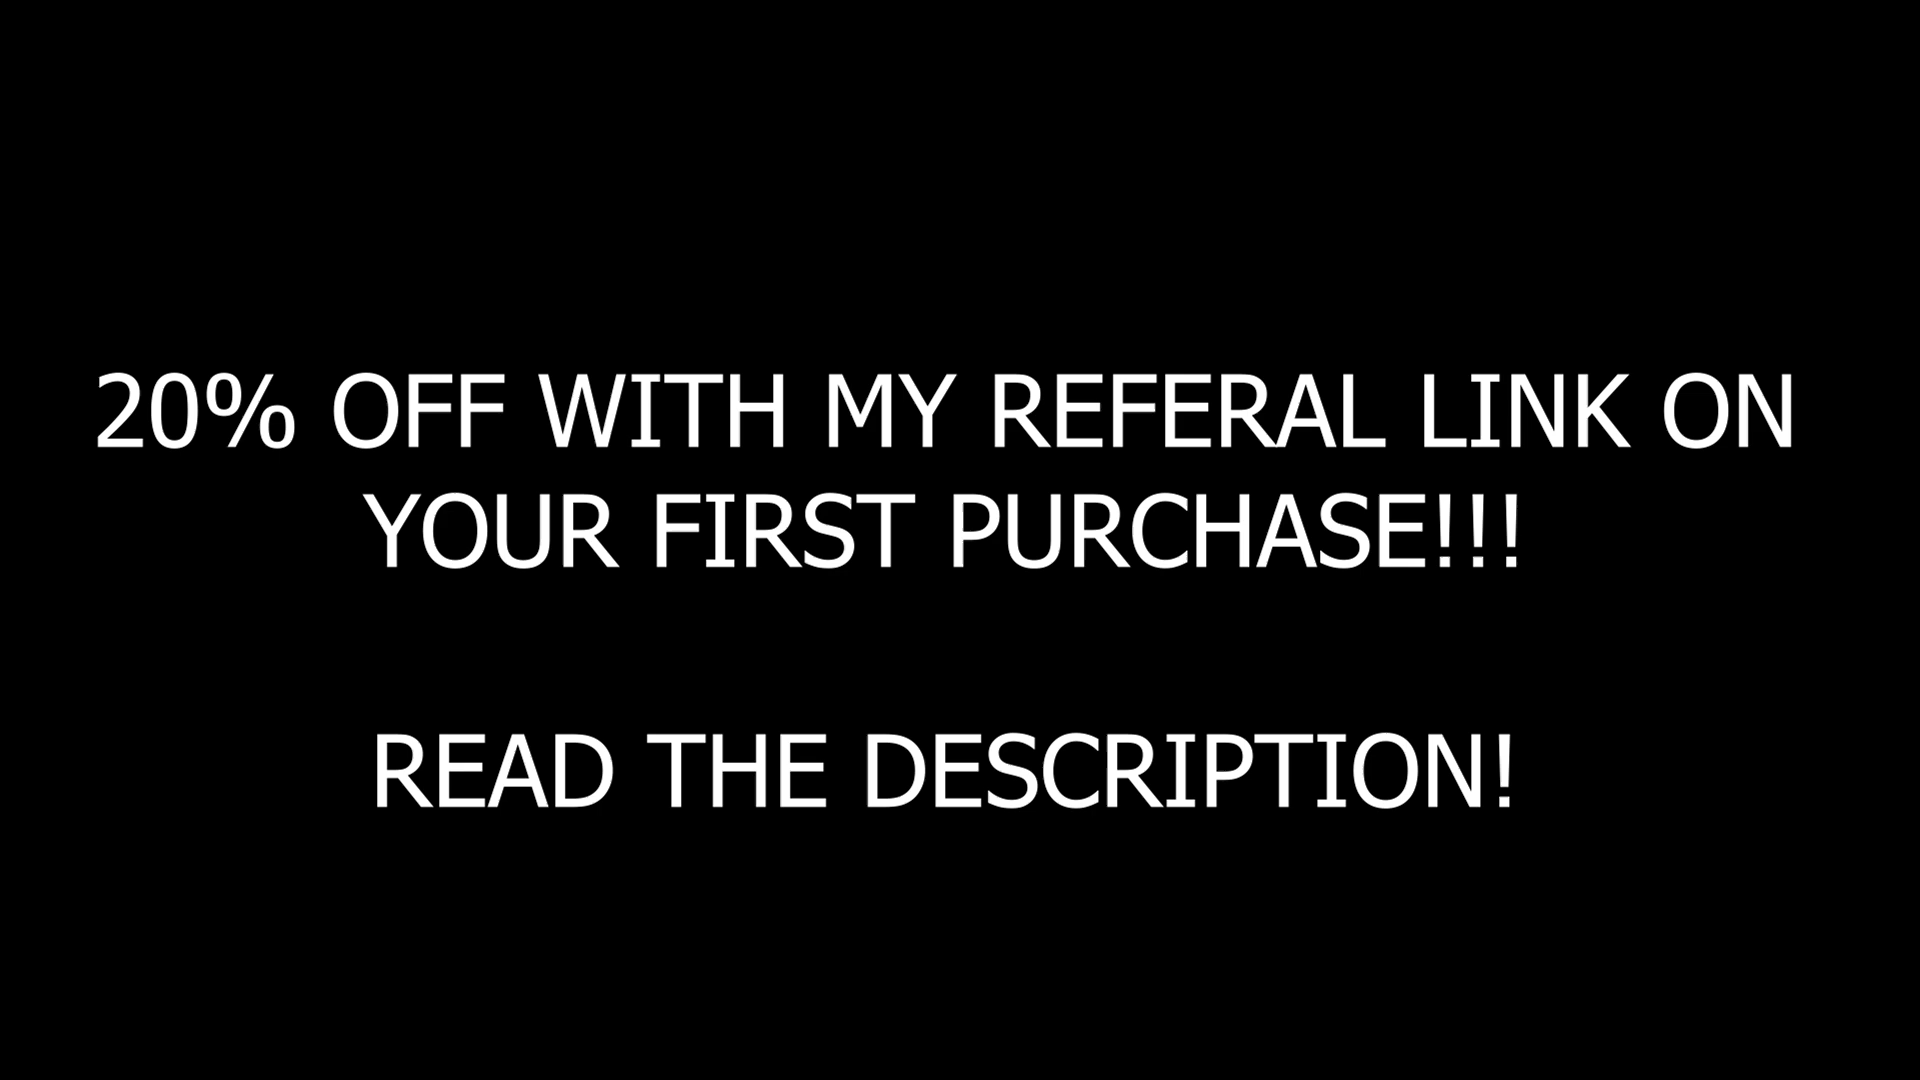 20% OFF WITH MY REFERAL LINK ON
YOUR FIRST PURCHASE!!!
READ THE DESCRIPTION!